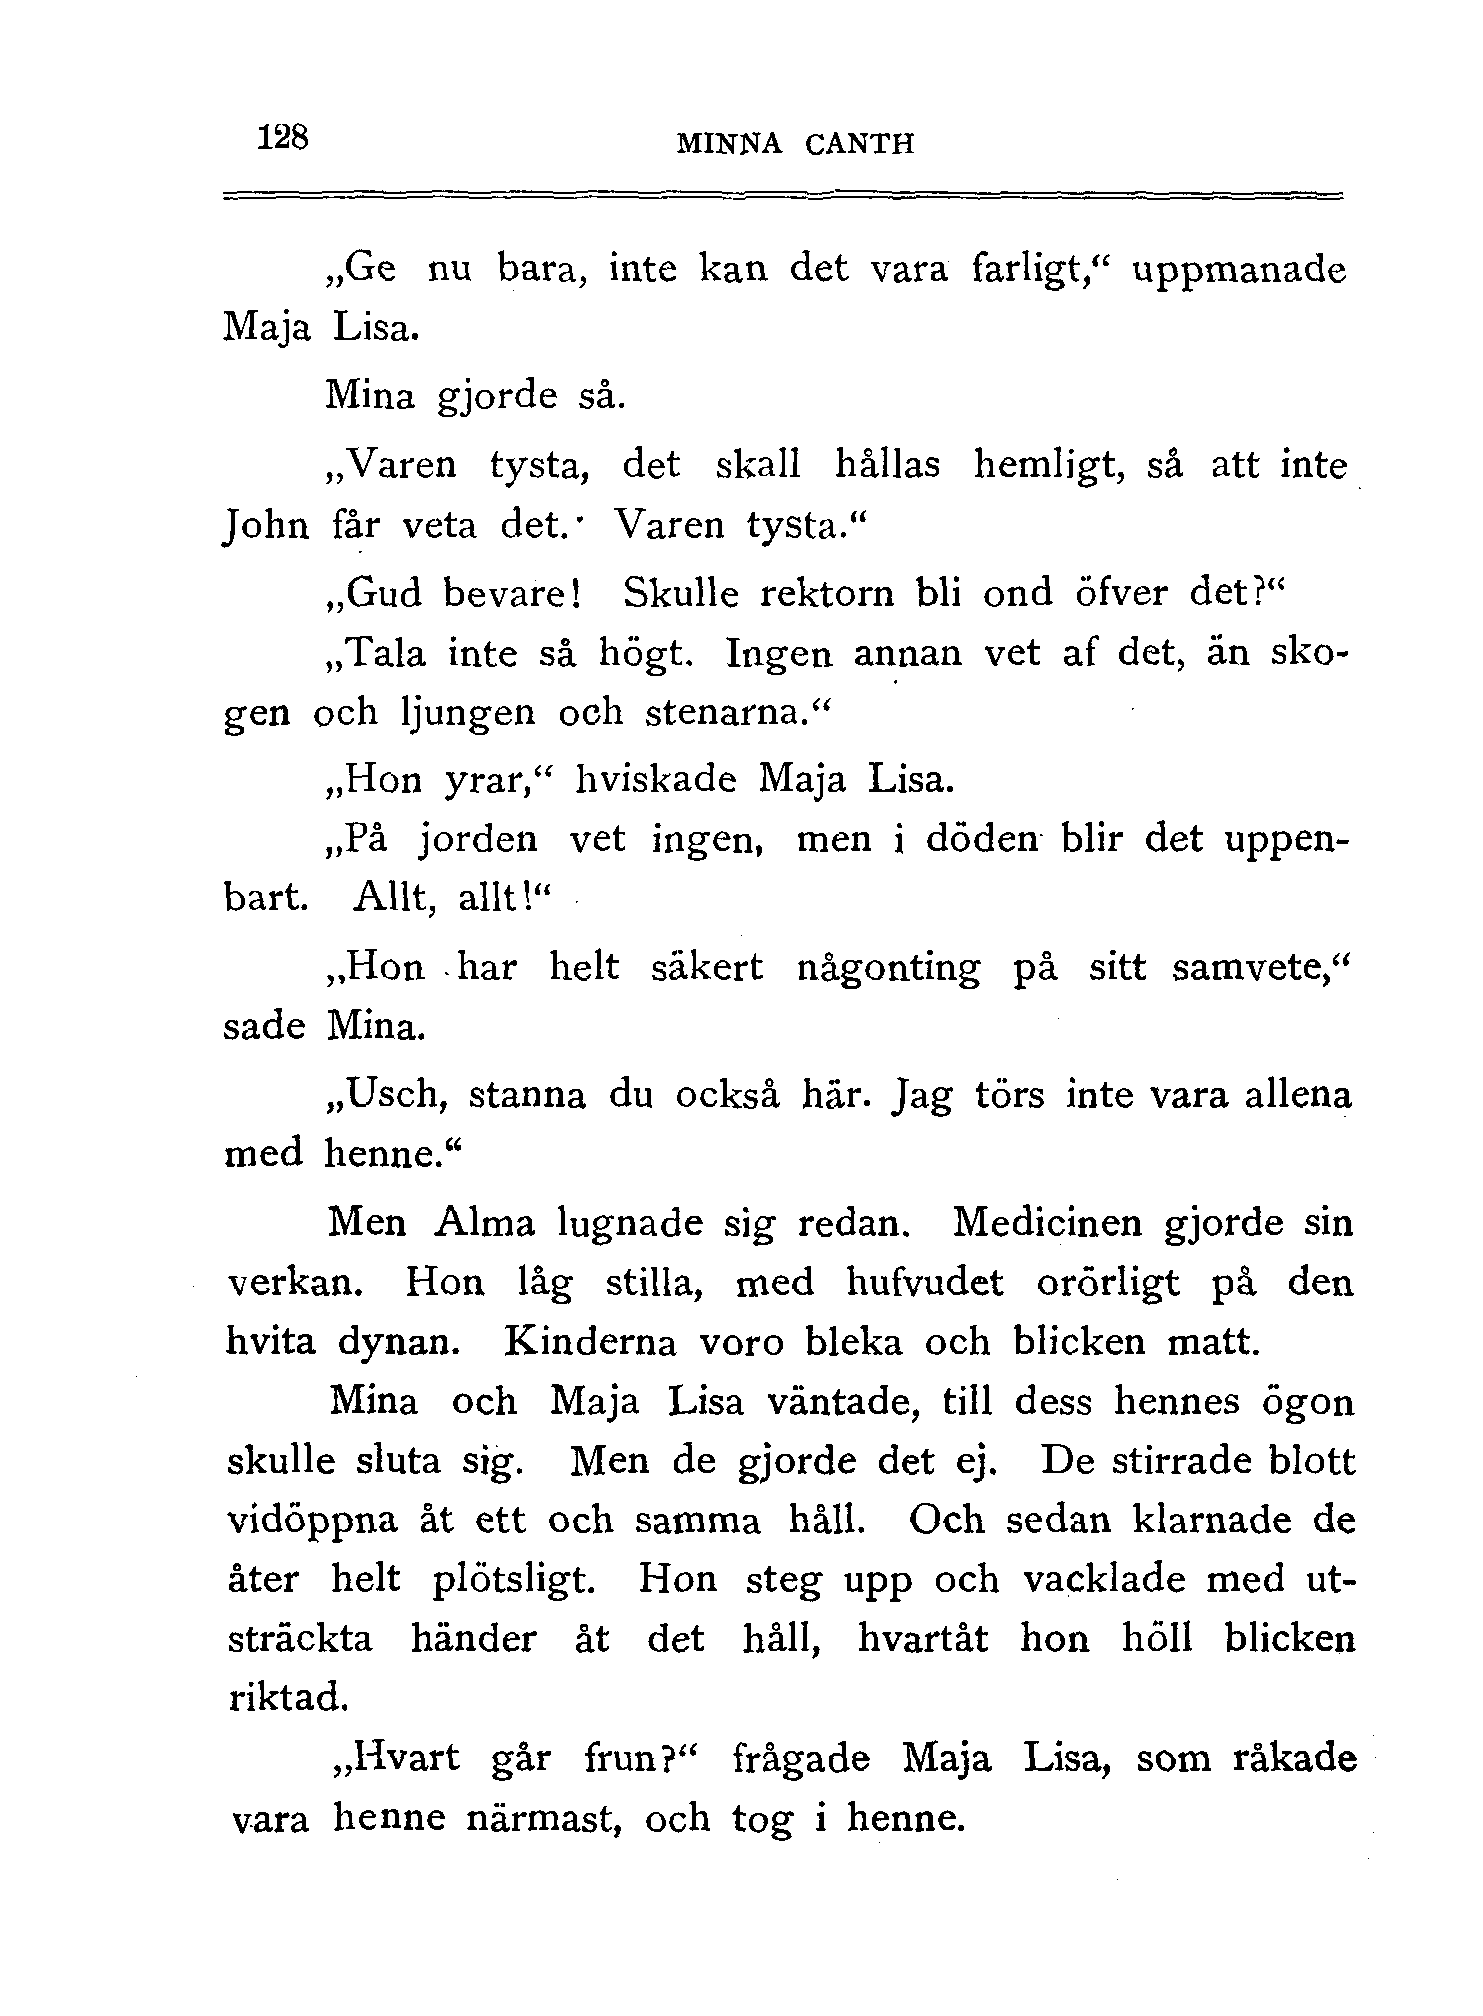 128 MINNA CANTH
„Ge nu bara, inte kan det vara farligt,“ uppmanade
Maja Lisa.
Mina gjorde så.
„Varen tysta, det skall hållas hemligt, så att inte
John får veta det. Varen tysta.“
„Gud bevare! Skulle rektorn bli ond öfver det?“
„Tala inte så högt. Ingen annan vet af det, än sko-
gen och ljungen och stenarna.“
„Hon yrar,“ hviskade Maja Lisa.
„På jorden vet ingen, men i döden blir det uppen-
bart. Allt, allt!“
„Hon har helt säkert någonting på sitt samvete,“
sade Mina.
„Usch, stanna du också här. Jag törs inte vara allena
med henne.“
Men Alma lugnade sig redan. Medicinen gjorde sin
verkan. Hon låg stilla, med hufvudet orörligt på den
hvita dynan. Kinderna voro bleka och blicken matt.
Mina och Maja Lisa väntade, till dess hennes ögon
skulle sluta sig. Men de gjorde det ej. De stirrade blott
vidöppna åt ett och samma håll. Och sedan klarnade de
åter helt plötsligt. Hon steg upp och vacklade med ut-
sträckta händer åt det håll, hvartåt hon höll blicken
riktad.
„Hvart går frun?“ frågade Maja Lisa, som råkade
vara henne närmast, och tog i henne.